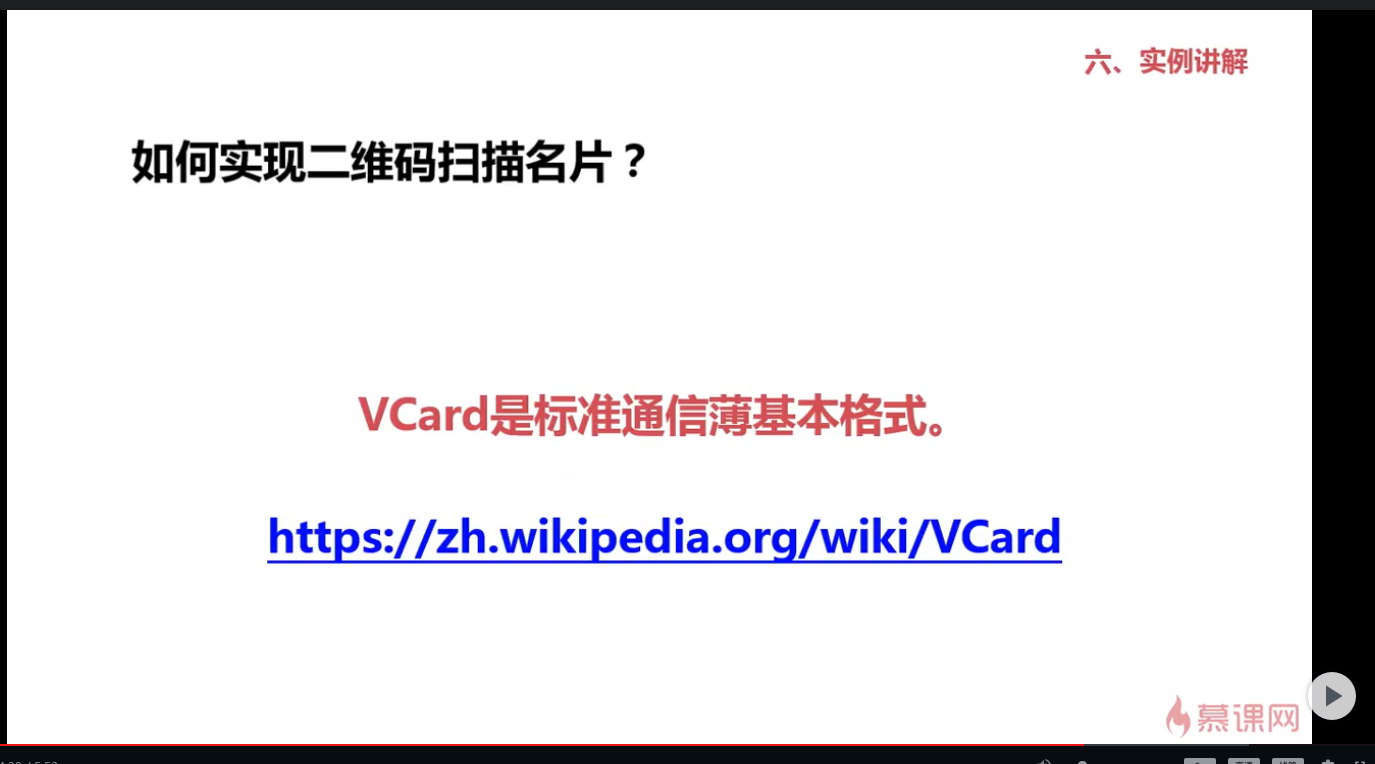 六、实例讲解
如何实现二维码扫描名片？
VCard是标准通信薄基本格式。
https://zh.wikipedia.org/wiki/VCard
慕课网